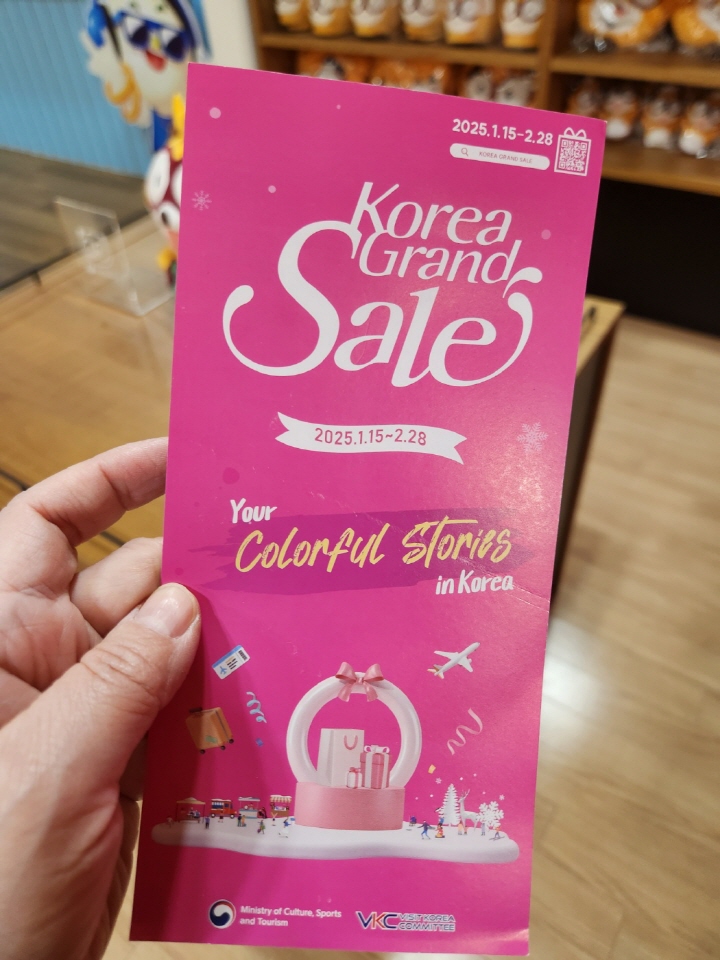 2025.1.15-2.28
KOREA GRAND SALE
Korea
Grand
Sale
2025.1.15~2.28
Your
Colorful Stories
in Korea
Ministry of Culture, Sports
and Tourism
VKC VISIT KOREA
COMMITTEE